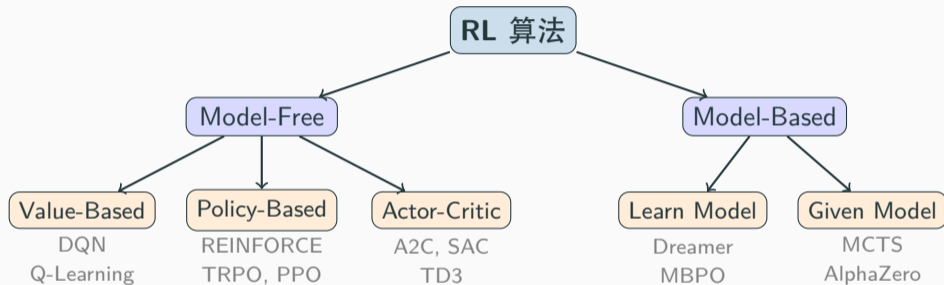 RL 算法
Model-Free
Model-Based
Value-Based
Policy-Based
Actor-Critic
Learn Model
Given Model
DQN
REINFORCE
A2C, SAC
Dreamer
MCTS
Q-Learning
TRPO, PPO
TD3
MBPO
AlphaZero